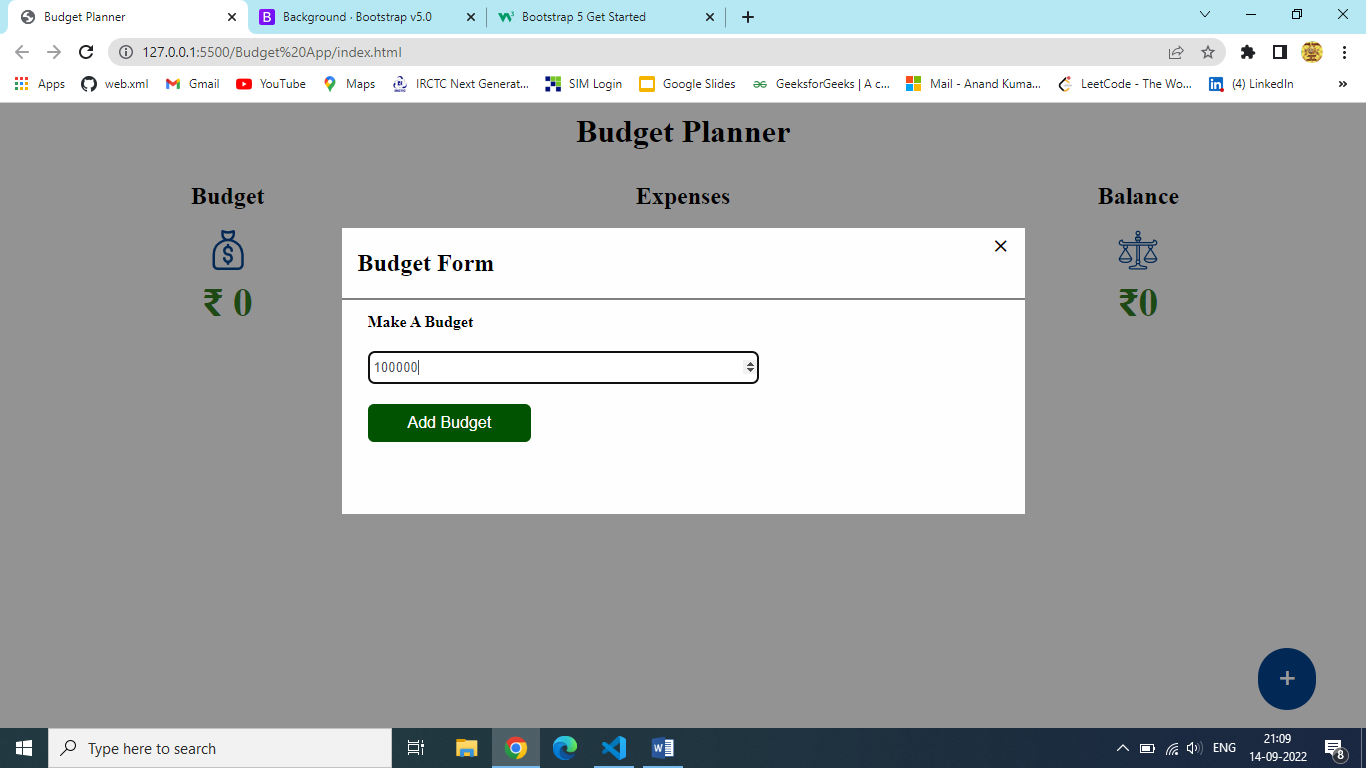 Budget Planner
Background · Bootstrap v5.0
Bootstrap 5 Get Started
127.0.0.1:5500/Budget%20App/index.html
Apps
web.xml
Gmail
YouTube
Maps
IRCTC Next Generat...
SIM Login
Google Slides
GeeksforGeeks | A c...
Mail - Anand Kuma...
LeetCode - The Wo...
(4) LinkedIn
»
Budget Planner
Budget
Expenses
Balance
₹ 0
₹0
Budget Form
Make A Budget
100000
Add Budget
+
Type here to search
ENG
21:09
14-09-2022
8